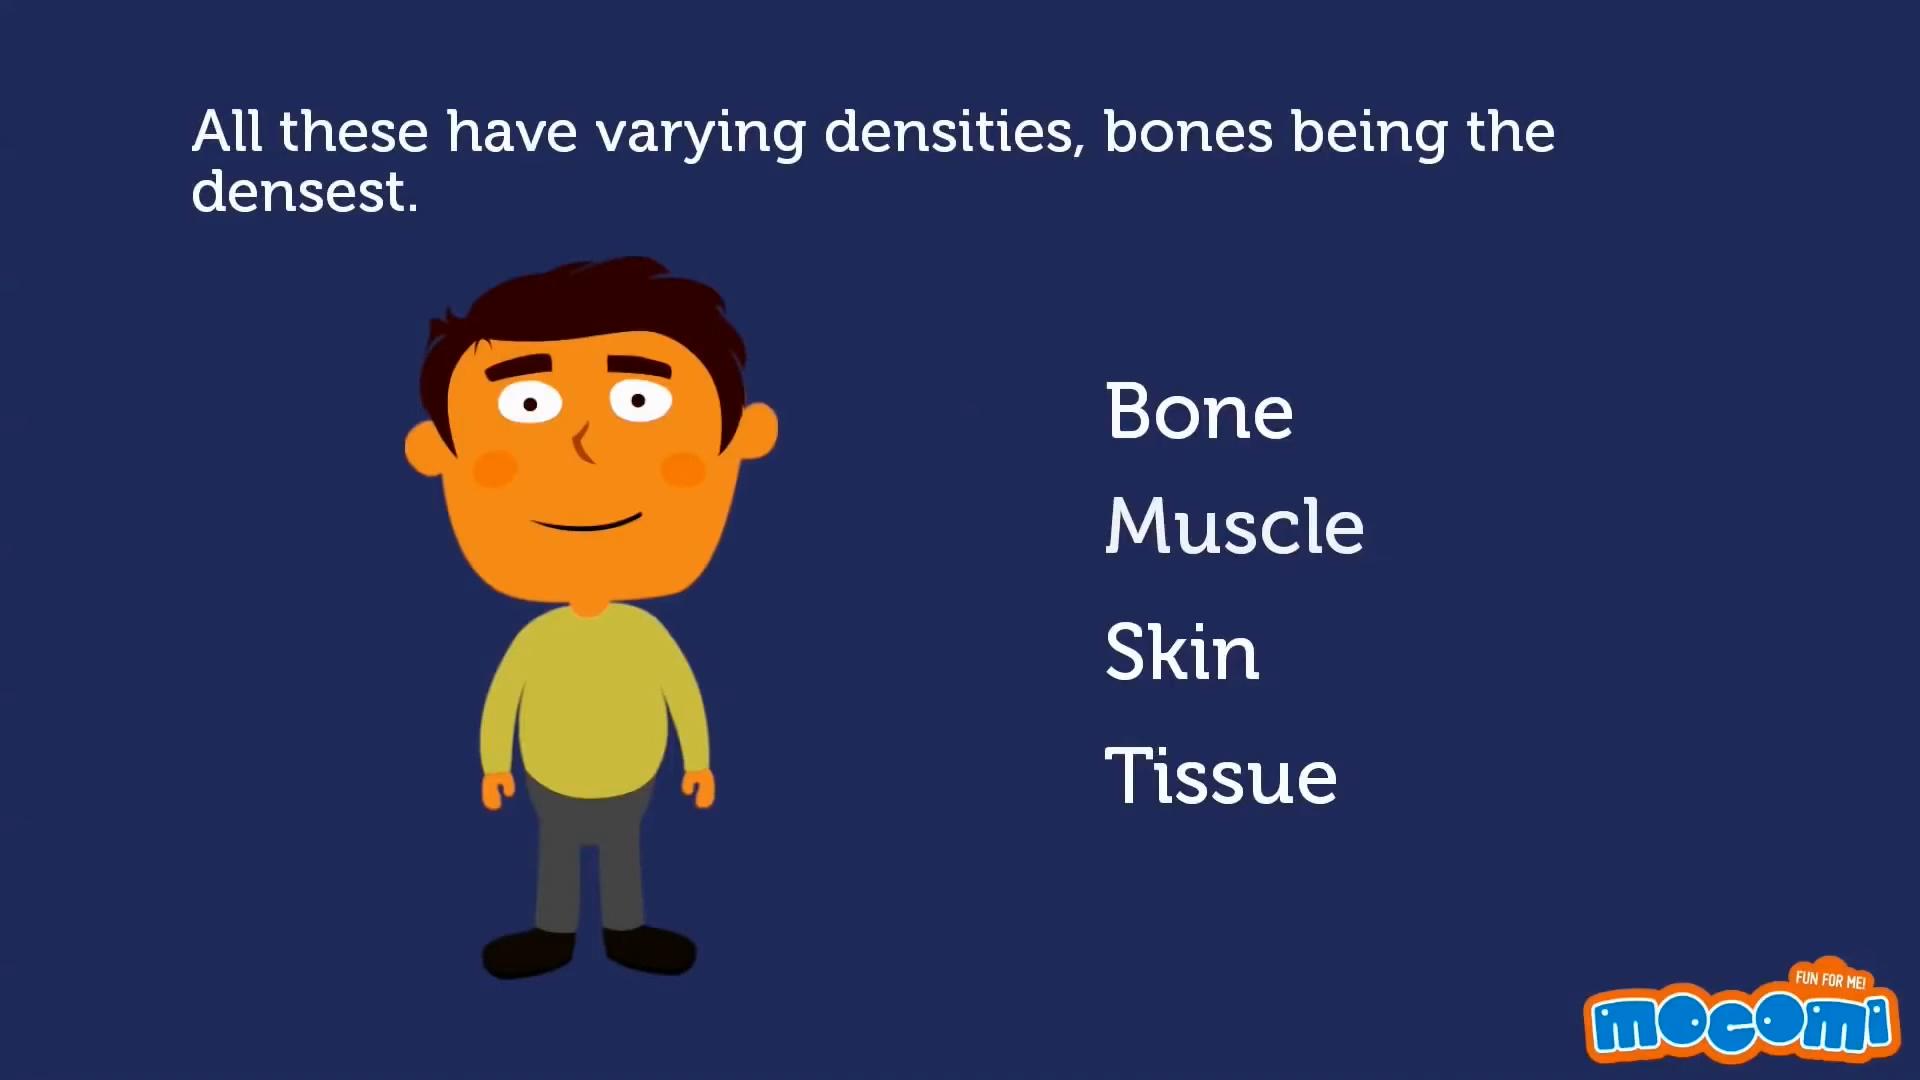 All these have varying densities, bones being the
densest.
Bone
Muscle
Skin
Tissue
FUN FOR ME!
mocomi